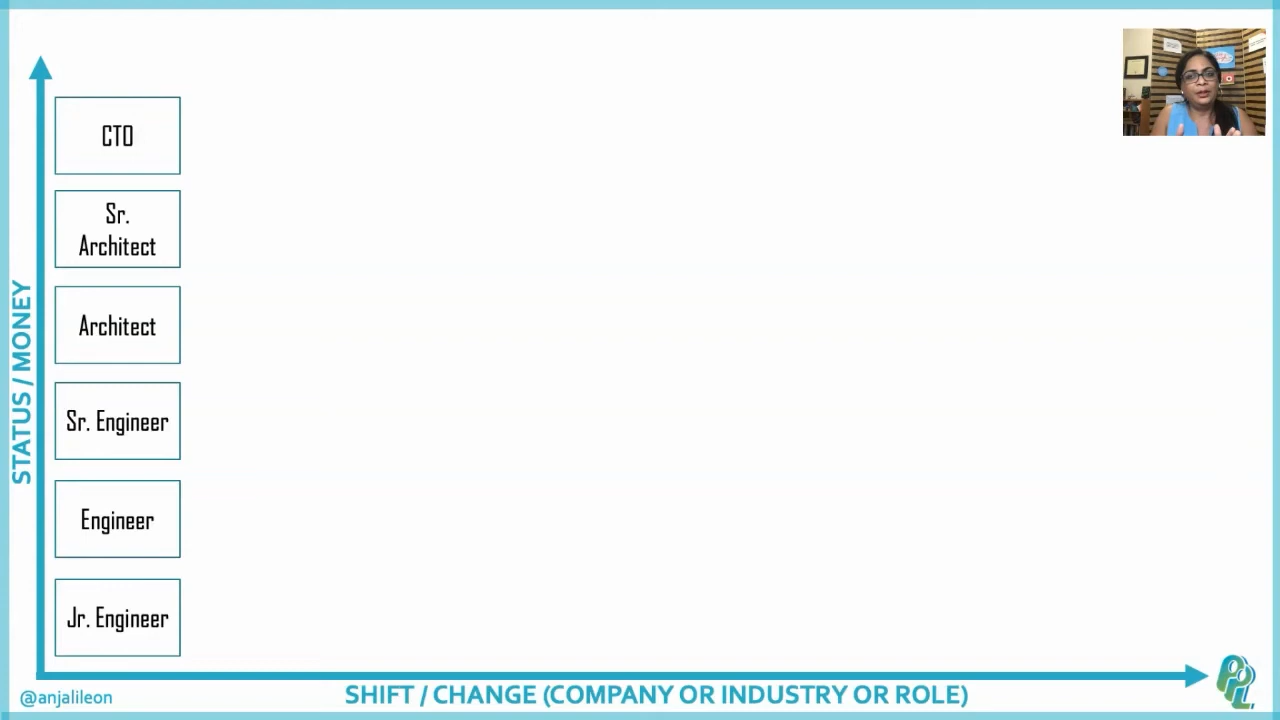 CTO
Sr.
Architect
Architect
Sr. Engineer
Engineer
Jr. Engineer
STATUS / MONEY
SHIFT / CHANGE (COMPANY OR INDUSTRY OR ROLE)
@anjalileon